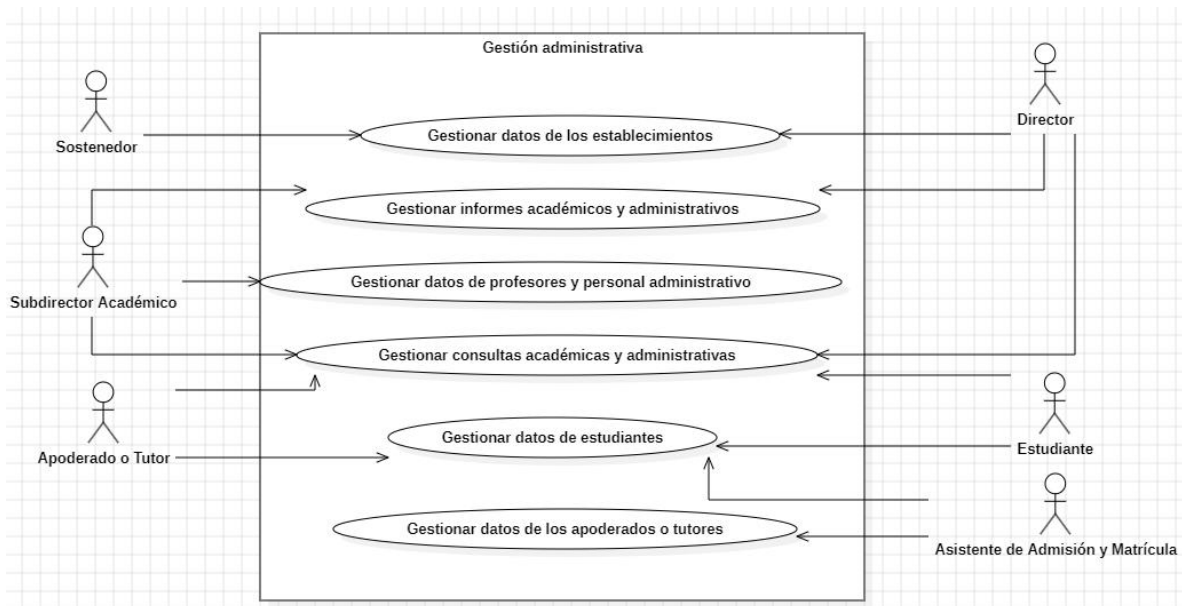 Gestión administrativa
Sostenedor
Gestionar datos de los establecimientos
Director
Gestionar informes académicos y administrativos
Subdirector Académico
Gestionar datos de profesores y personal administrativo
Gestionar consultas académicas y administrativas
Apoderado o Tutor
Gestionar datos de estudiantes
Estudiante
Gestionar datos de los apoderados o tutores
Asistente de Admisión y Matrícula